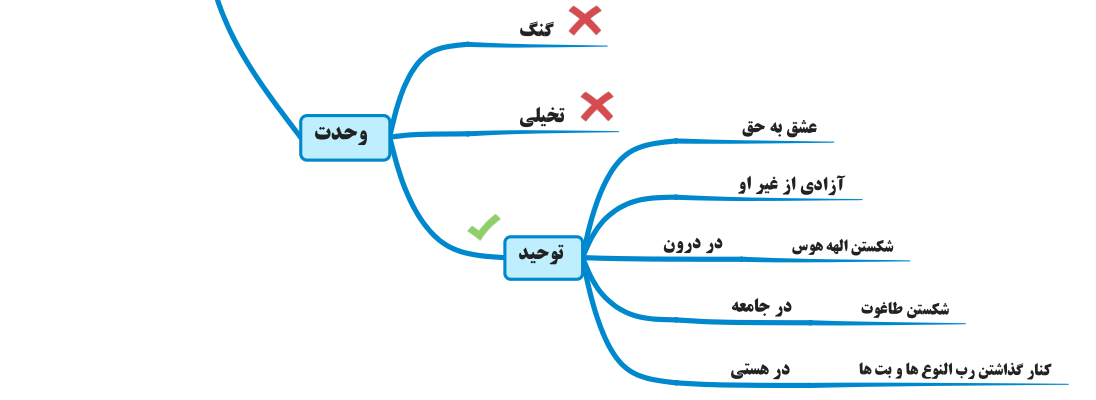 گنگ
تخیلی
وحدت
توحید
عشق به حق
آزادی از غیر او
در درون
شکستن الهه هوس
در جامعه
شکستن طاغوت
در هستی
کنار گذاشتن رب النوع ها و بت ها